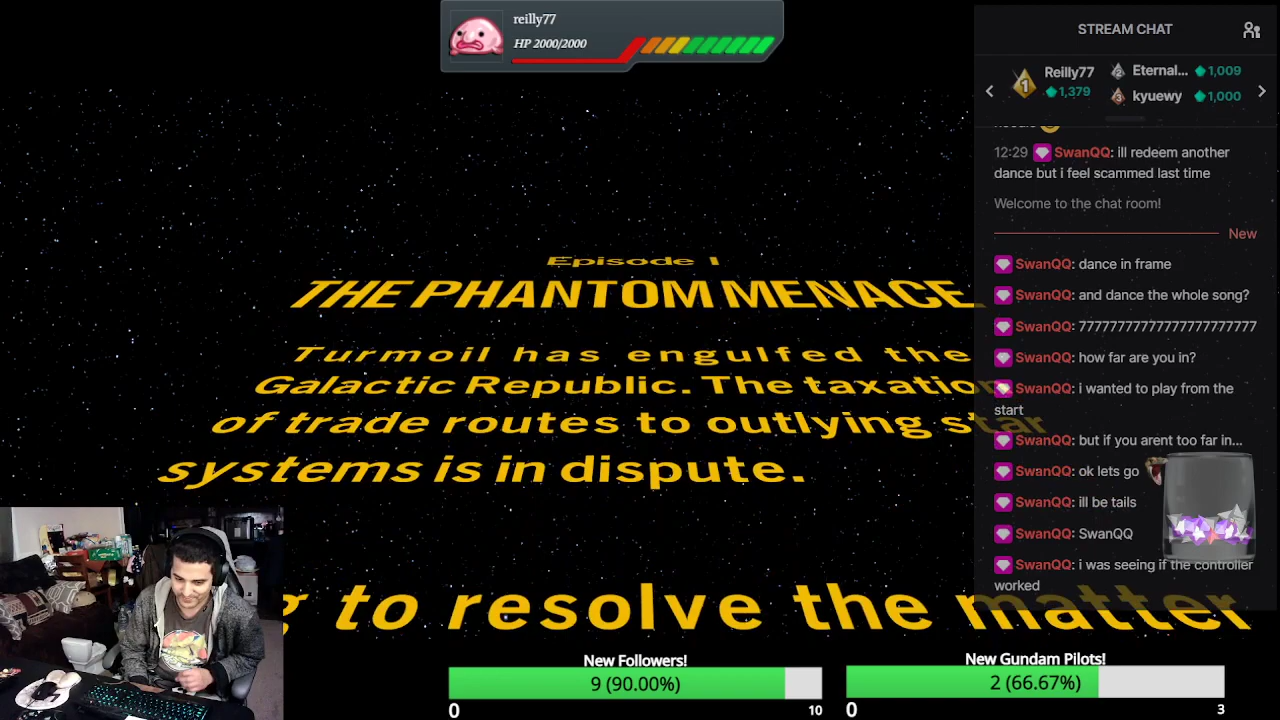 reilly77
HP 2000/2000
STREAM CHAT
Reilly77
1,379
Eternal...
1,009
kyuewy
1,000
12:29 SwanQQ: ill redeem another
dance but i feel scammed last time
Welcome to the chat room!
New
SwanQQ: dance in frame
SwanQQ: and dance the whole song?
SwanQQ: 77777777777777777777777
SwanQQ: how far are you in?
SwanQQ: i wanted to play from the
start
SwanQQ: but if you arent too far in...
SwanQQ: ok lets go
SwanQQ: ill be tails
SwanQQ: SwanQQ
SwanQQ: i was seeing if the controller
worked
Episode I
THE PHANTOM MENACE
Turmoil has engulfed the
Galactic Republic. The taxation
of trade routes to outlying star
systems is in dispute.
to resolve the matter
New Followers!
9 (90.00%)
0
10
New Gundam Pilots!
2 (66.67%)
0
3